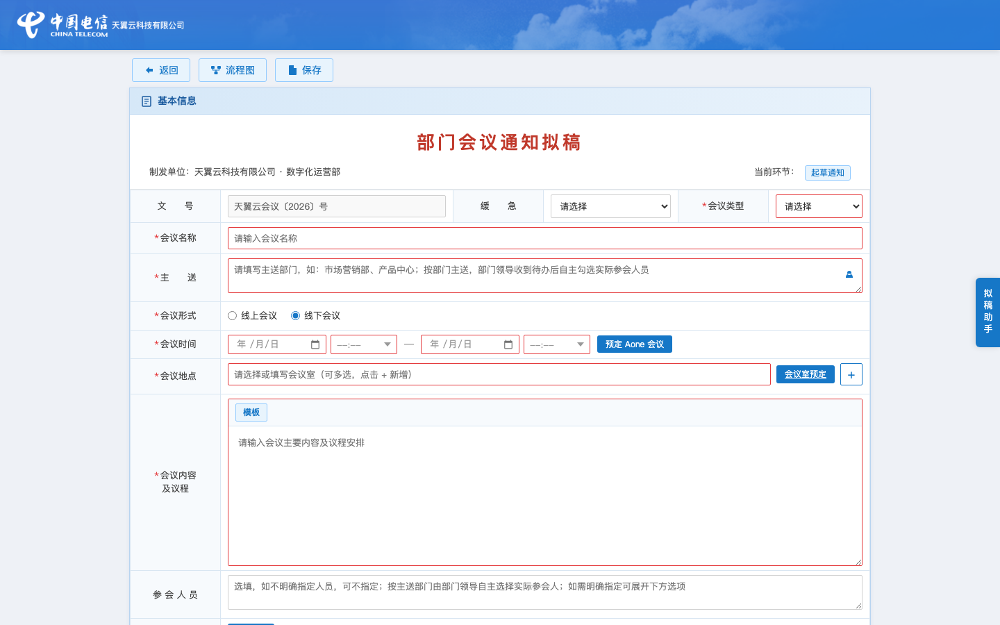 中国电信
CHINA TELECOM
天翼云科技有限公司
返回
流程图
保存
基本信息
部门会议通知拟稿
制发单位：天翼云科技有限公司 · 数字化运营部
当前环节：
起草通知
文 号
天翼云会议〔2026〕号
缓 急
请选择
*会议类型
请选择
*会议名称
请输入会议名称
*主 送
请填写主送部门，如：市场营销部、产品中心；按部门主送，部门领导收到待办后自主勾选实际参会人员
*会议形式
线上会议
线下会议
*会议时间
年 /月/日
--:--
—
年 /月/日
--:--
预定 Aone 会议
*会议地点
请选择或填写会议室（可多选，点击 + 新增）
会议室预定
+
*会议内容
及议程
模板
请输入会议主要内容及议程安排
参 会 人 员
选填，如不明确指定人员，可不指定；按主送部门由部门领导自主选择实际参会人；如需明确指定可展开下方选项
拟稿助手